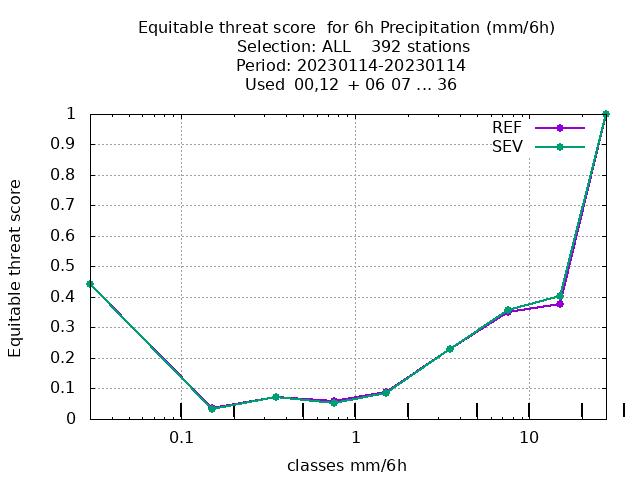 Equitable threat score  for 6h Precipitation (mm/6h)
Selection: ALL    392 stations
Period: 20230114-20230114
Used  00,12  + 06 07 ... 36
REF
SEV
1
0.9
0.8
0.7
0.6
0.5
0.4
0.3
0.2
0.1
0
Equitable threat score
0.1
1
10
classes mm/6h